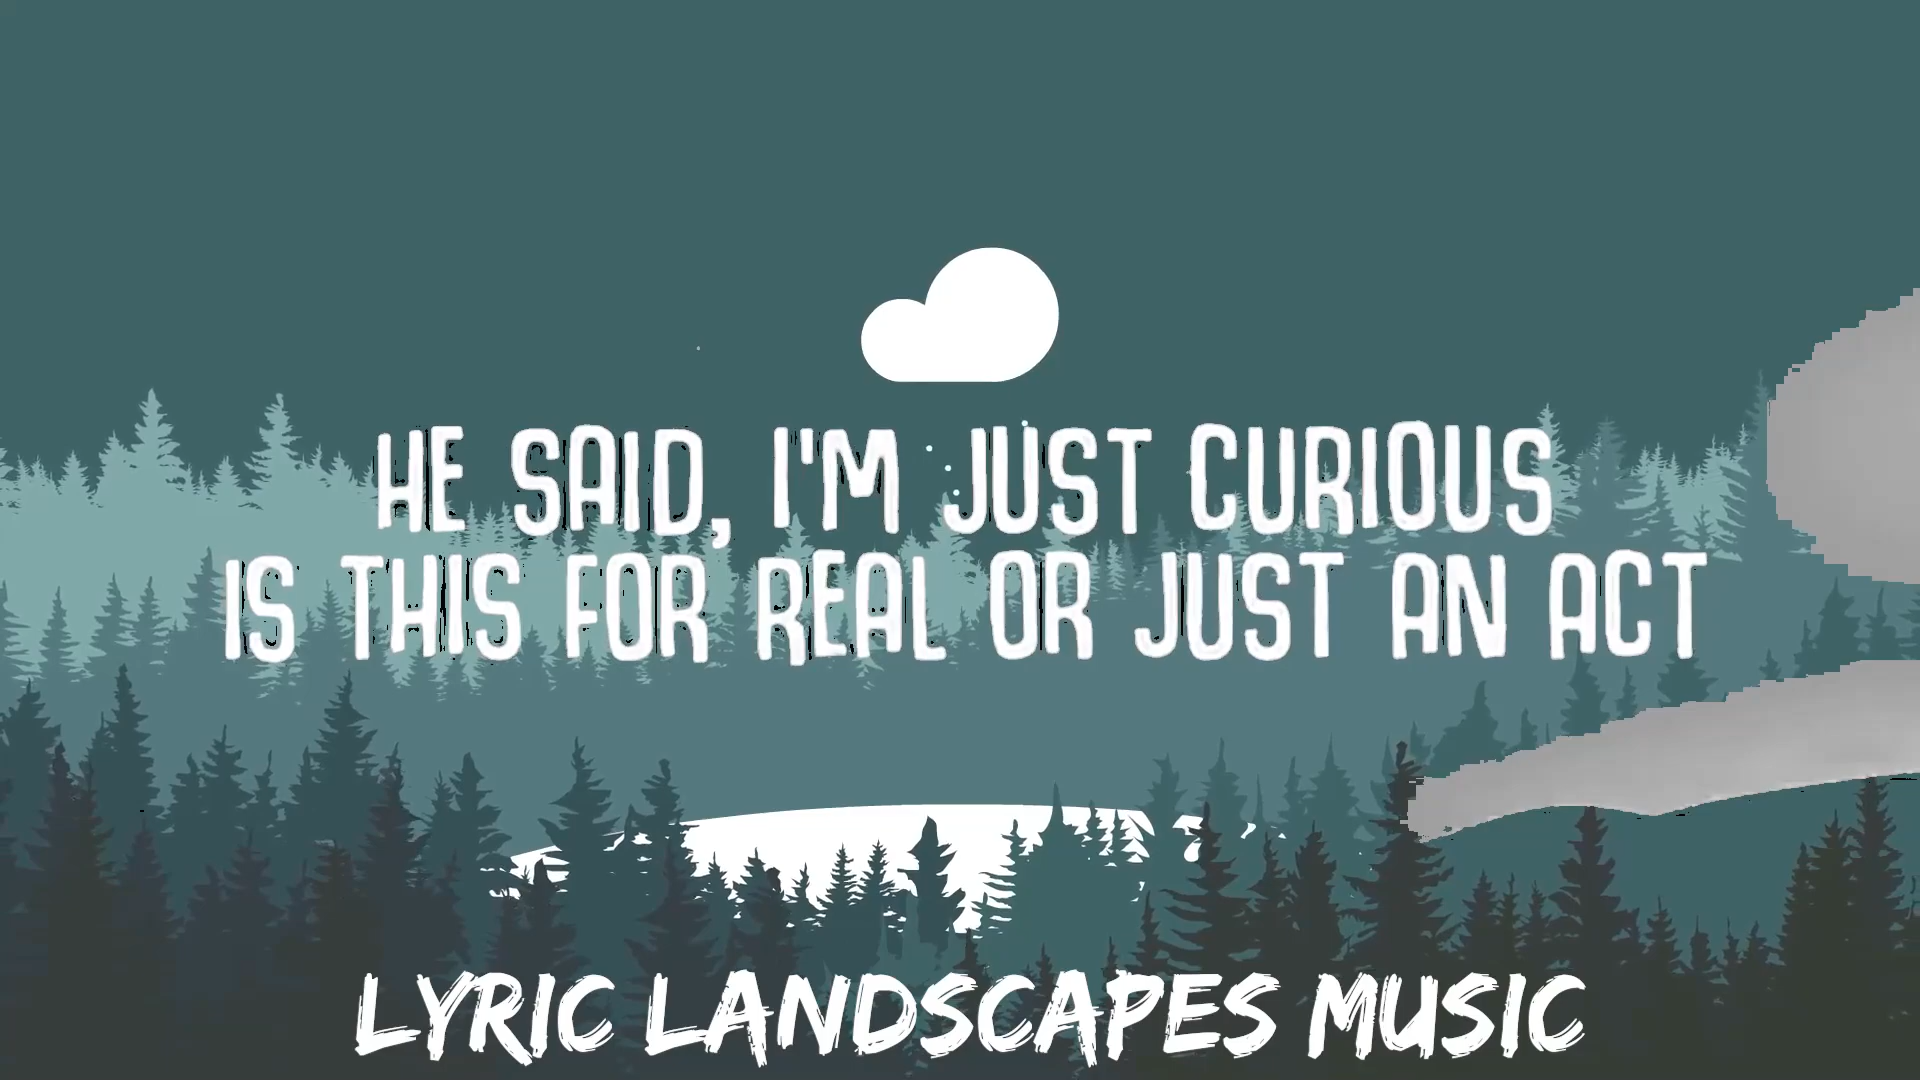 HE SAID, I'M JUST CURIOUS
IS THIS FOR REAL OR JUST AN ACT
LYRIC LANDSCAPES MUSIC